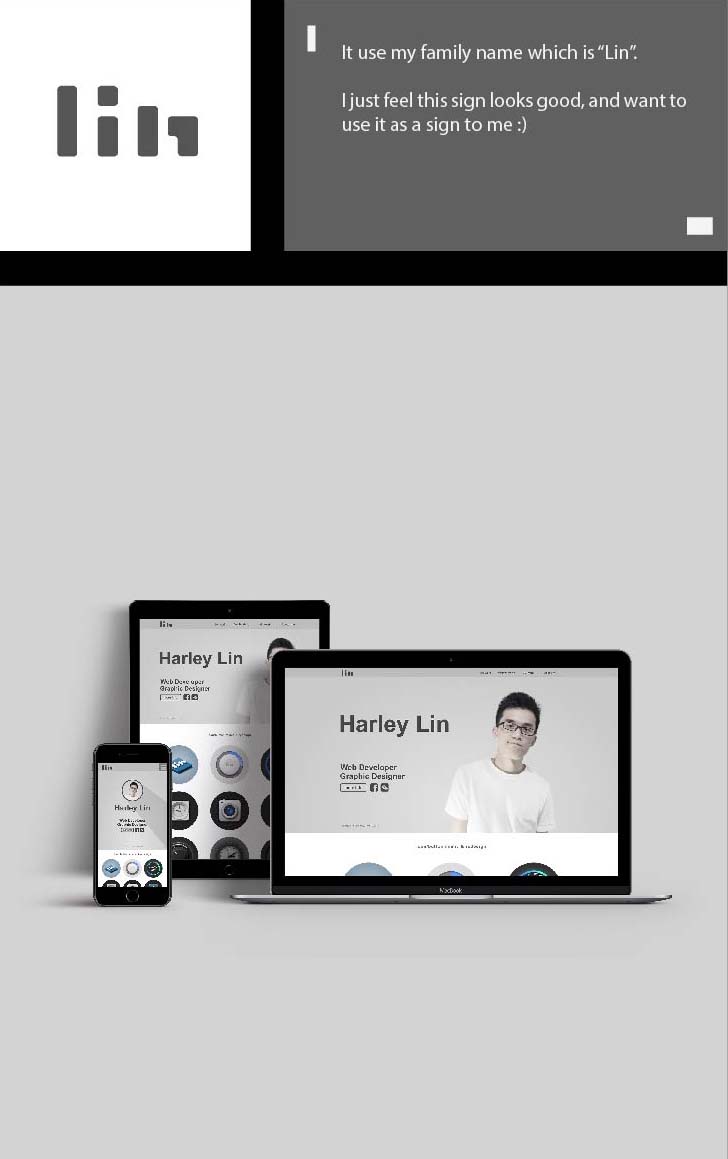 lin
It use my family name which is “Lin”.
I just feel this sign looks good, and want to
use it as a sign to me :)
lin
Harley Lin
Web Developer
Graphic Designer
lin
Harley Lin
Web Developer
Graphic Designer
MacBook
lin
Harley Lin
Web Developer
Graphic Designer